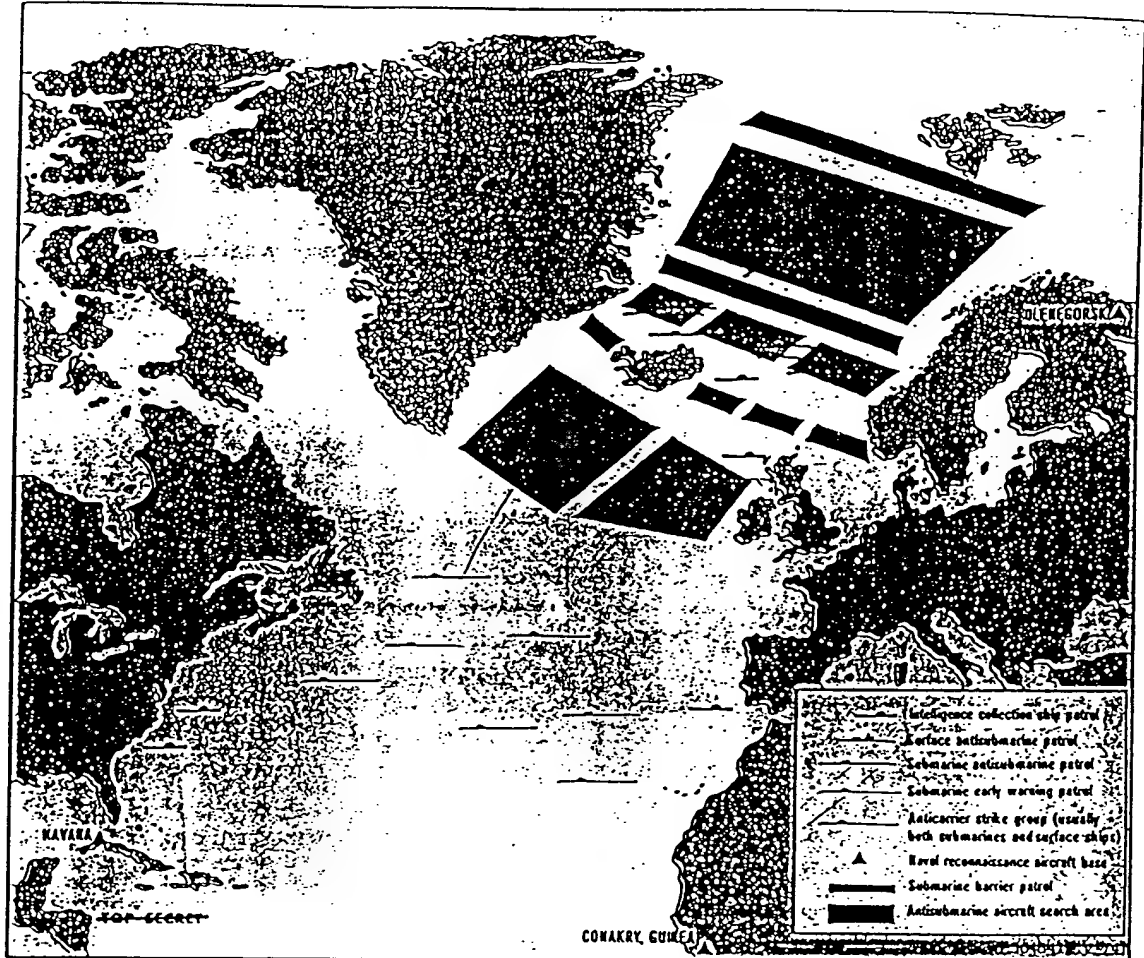 OLENEGORSK
Intelligence collection ship patrol
Surface antisubmarine patrol
Submarine antisubmarine patrol
Submarine early warning patrol
Anticarrier strike group (usually
both submarines and surface ships)
Naval reconnaissance aircraft base
Submarine barrier patrol
Antisubmarine aircraft search area
HAVANA
TOP SECRET
CONAKRY, GUINEA